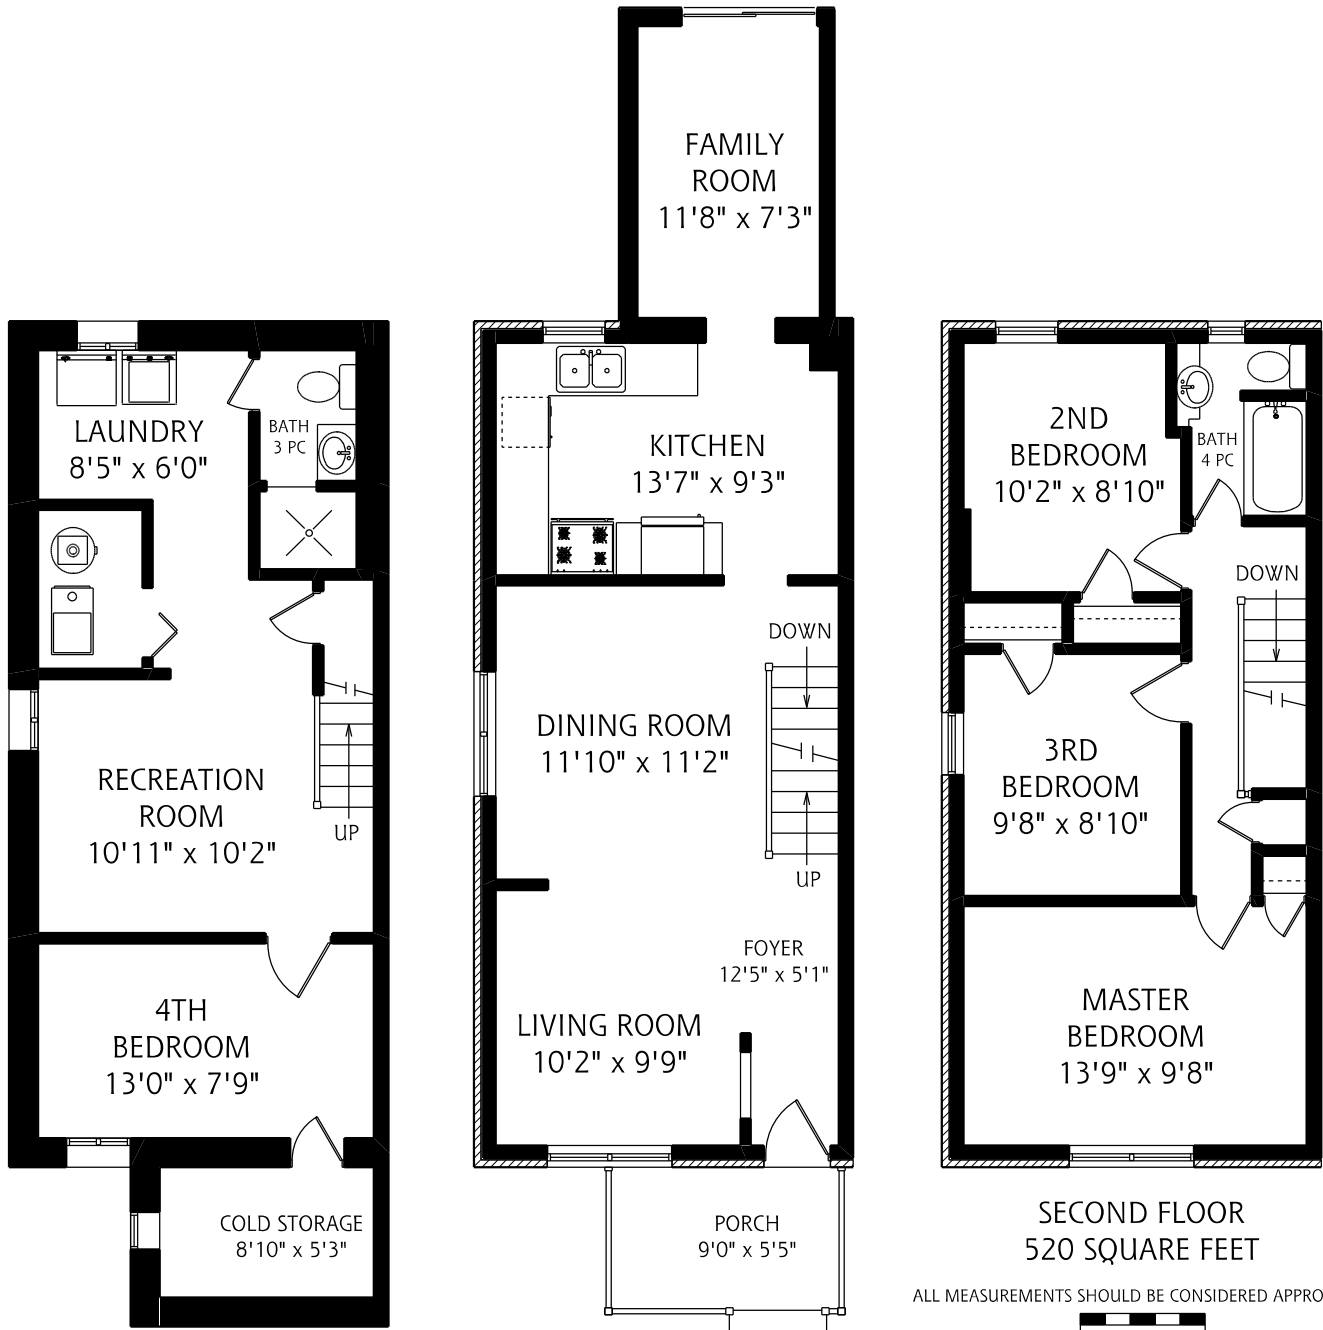 LAUNDRY
8'5" x 6'0"
BATH
3 PC
RECREATION
ROOM
10'11" x 10'2"
UP
4TH
BEDROOM
13'0" x 7'9"
COLD STORAGE
8'10" x 5'3"
FAMILY
ROOM
11'8" x 7'3"
KITCHEN
13'7" x 9'3"
DINING ROOM
11'10" x 11'2"
DOWN
UP
FOYER
12'5" x 5'1"
LIVING ROOM
10'2" x 9'9"
PORCH
9'0" x 5'5"
2ND
BEDROOM
10'2" x 8'10"
BATH
4 PC
DOWN
3RD
BEDROOM
9'8" x 8'10"
MASTER
BEDROOM
13'9" x 9'8"
SECOND FLOOR
520 SQUARE FEET
ALL MEASUREMENTS SHOULD BE CONSIDERED APPRO